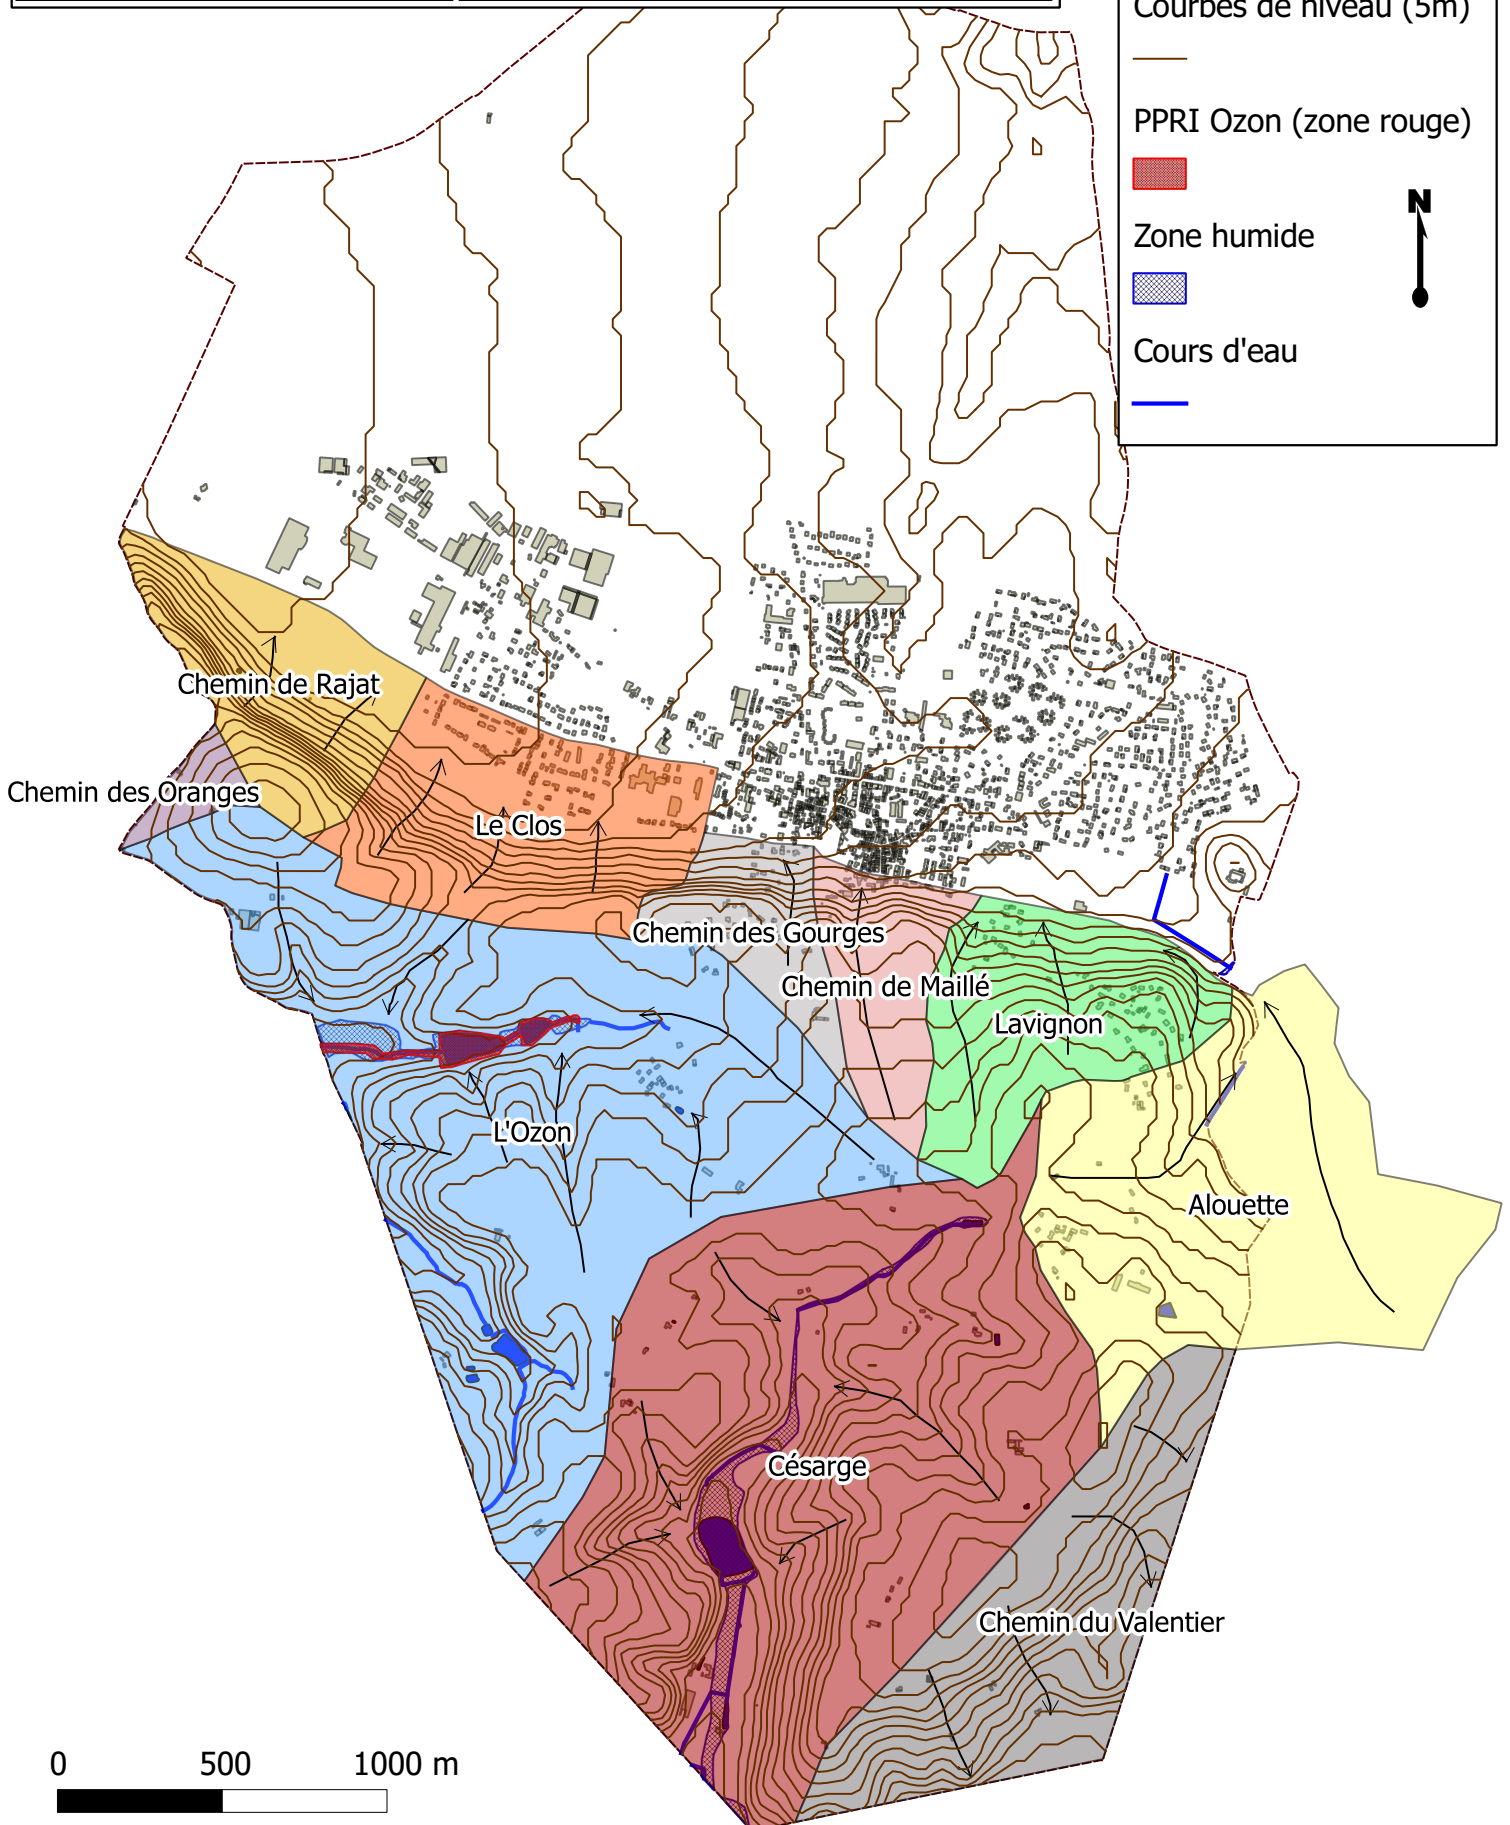 Courbes de niveau (5m)
PPRI Ozon (zone rouge)
N
Zone humide
Cours d'eau
Chemin de Rajat
Chemin des Oranges
Le Clos
Chemin des Gourges
Chemin de Maillé
Lavignon
L'Ozon
Alouette
Césarge
Chemin du Valentier
0 500 1000 m